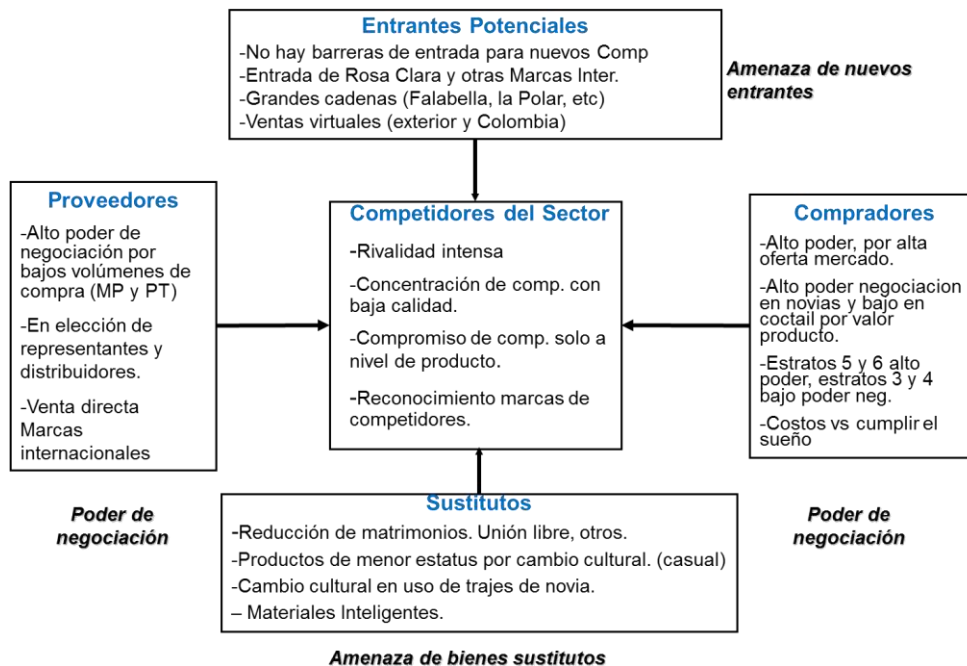 Entrantes Potenciales
-No hay barreras de entrada para nuevos Comp
-Entrada de Rosa Clara y otras Marcas Inter.
-Grandes cadenas (Falabella, la Polar, etc)
-Ventas virtuales (exterior y Colombia)
Amenaza de nuevos
entrantes
Proveedores
-Alto poder de
negociación por
bajos volúmenes de
compra (MP y PT)
-En elección de
representantes y
distribuidores.
-Venta directa
Marcas
internacionales
Poder de
negociación
Competidores del Sector
-Rivalidad intensa
-Concentración de comp. con
baja calidad.
-Compromiso de comp. solo a
nivel de producto.
-Reconocimiento marcas de
competidores.
Compradores
-Alto poder, por alta
oferta mercado.
-Alto poder negociacion
en novias y bajo en
coctail por valor
producto.
-Estratos 5 y 6 alto
poder, estratos 3 y 4
bajo poder neg.
-Costos vs cumplir el
sueño
Poder de
negociación
Sustitutos
-Reducción de matrimonios. Unión libre, otros.
-Productos de menor estatus por cambio cultural. (casual)
-Cambio cultural en uso de trajes de novia.
– Materiales Inteligentes.
Amenaza de bienes sustitutos